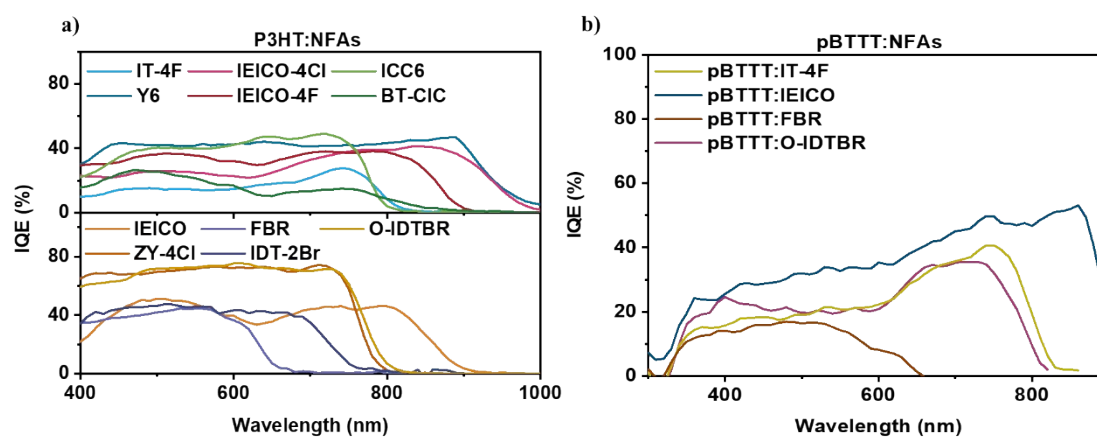 a)
P3HT:NFAs
IT-4F IEICO-4Cl ICC6
Y6 IEICO-4F BT-ClC
80
40
0
IEICO FBR O-IDTBR
ZY-4Cl IDT-2Br
80
40
0
400 600 800 1000
Wavelength (nm)
IQE (%)
b)
pBTTT:NFAs
pBTTT:IT-4F
pBTTT:IEICO
pBTTT:FBR
pBTTT:O-IDTBR
100
80
60
40
20
0
400 600 800
Wavelength (nm)
IQE (%)